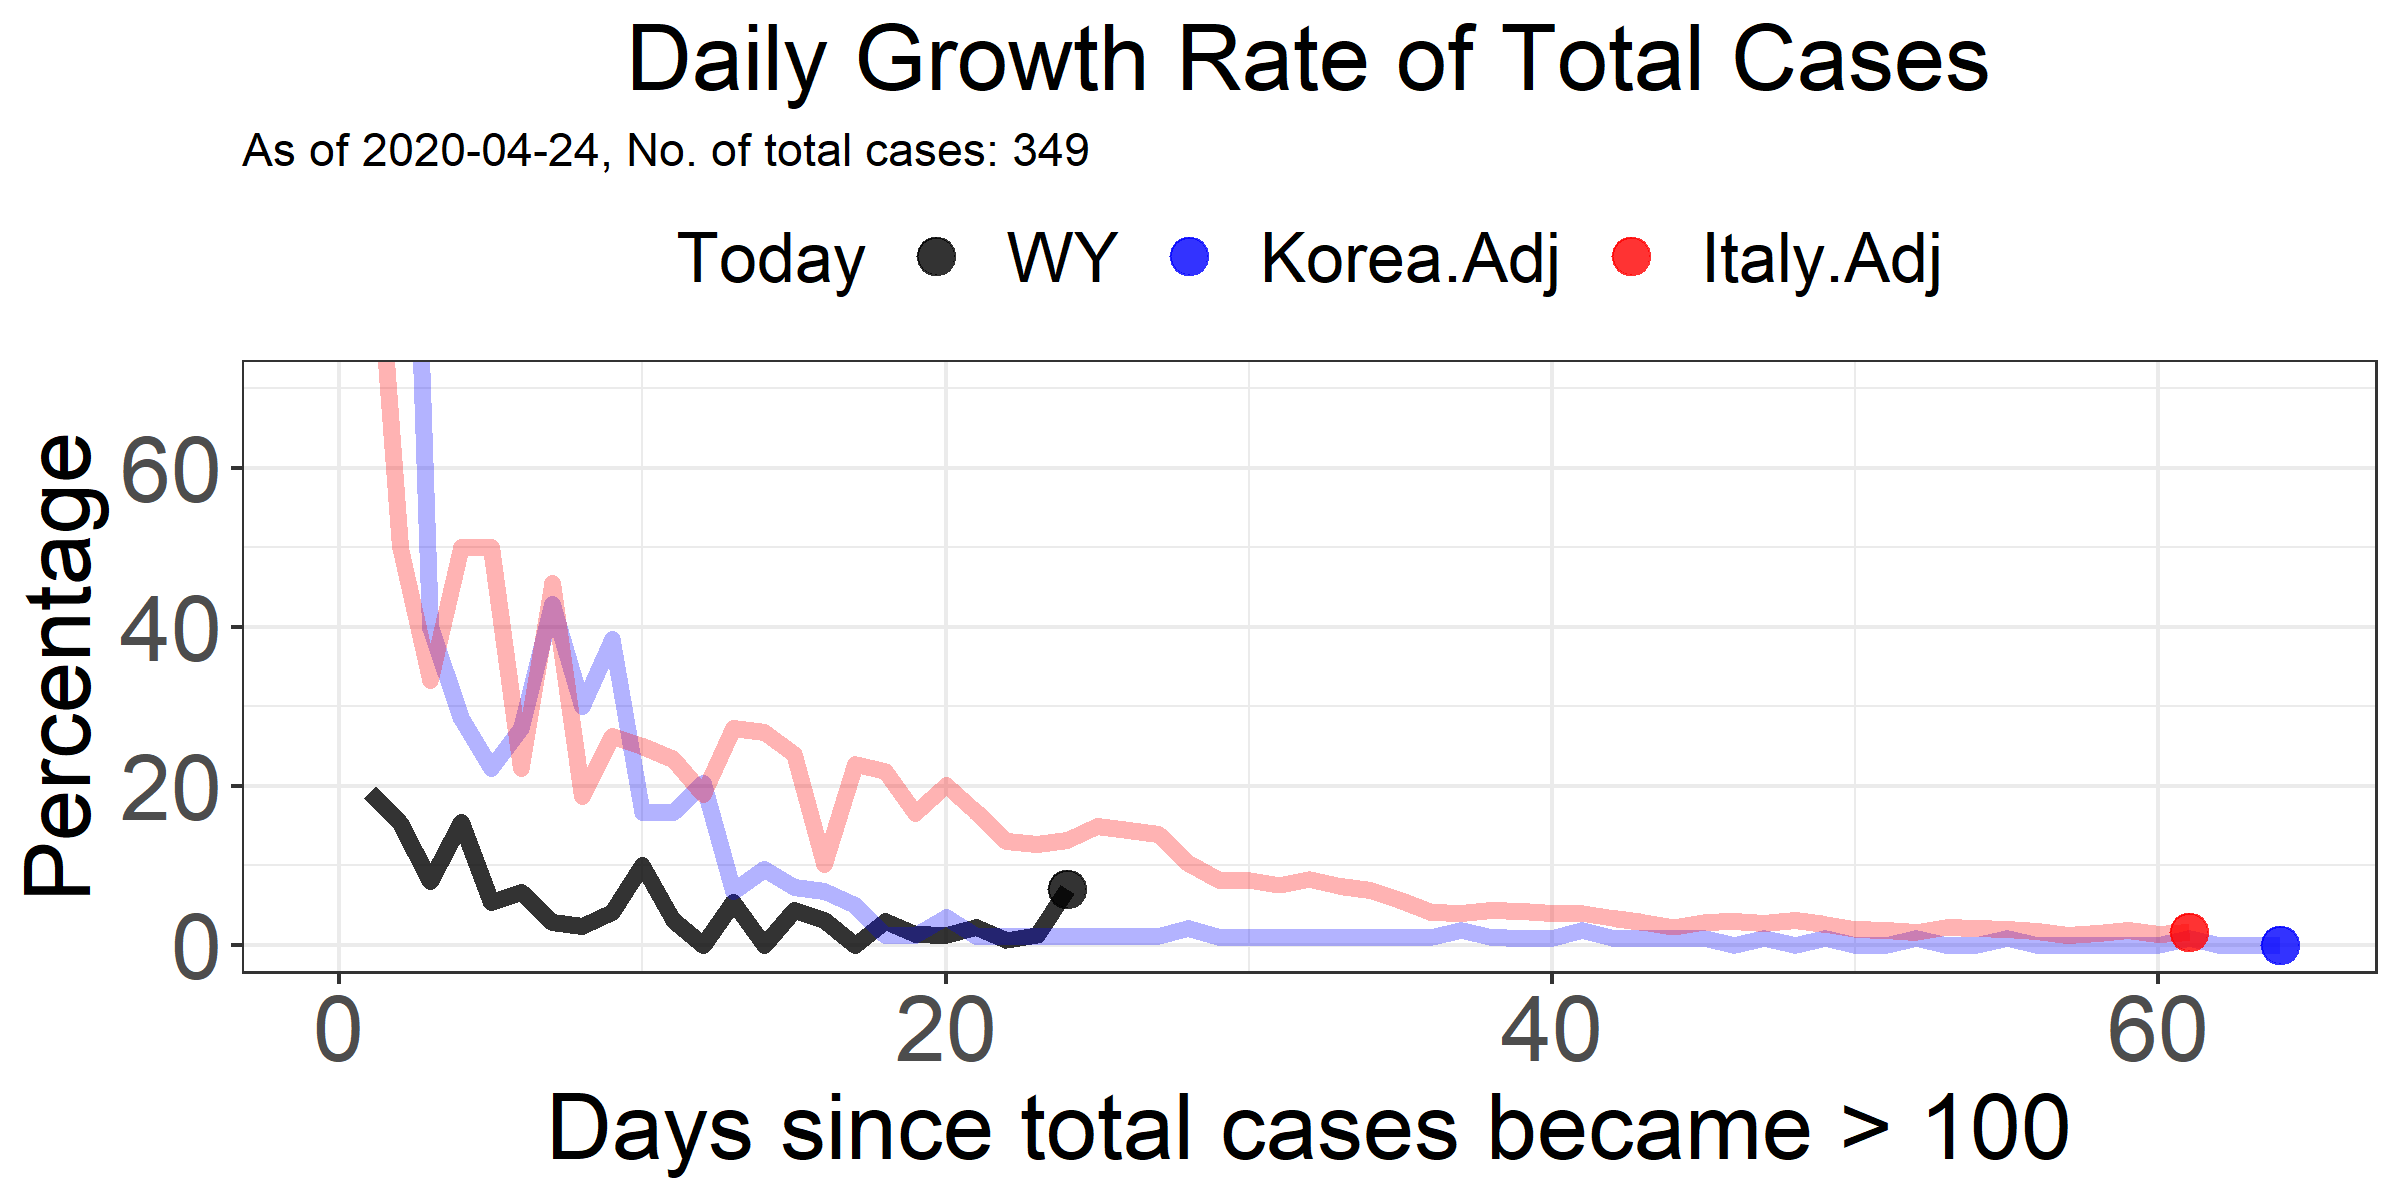 Daily Growth Rate of Total Cases
As of 2020-04-24, No. of total cases: 349
Today WY Korea.Adj Italy.Adj
Percentage
60
40
20
0
0 20 40 60
Days since total cases became > 100